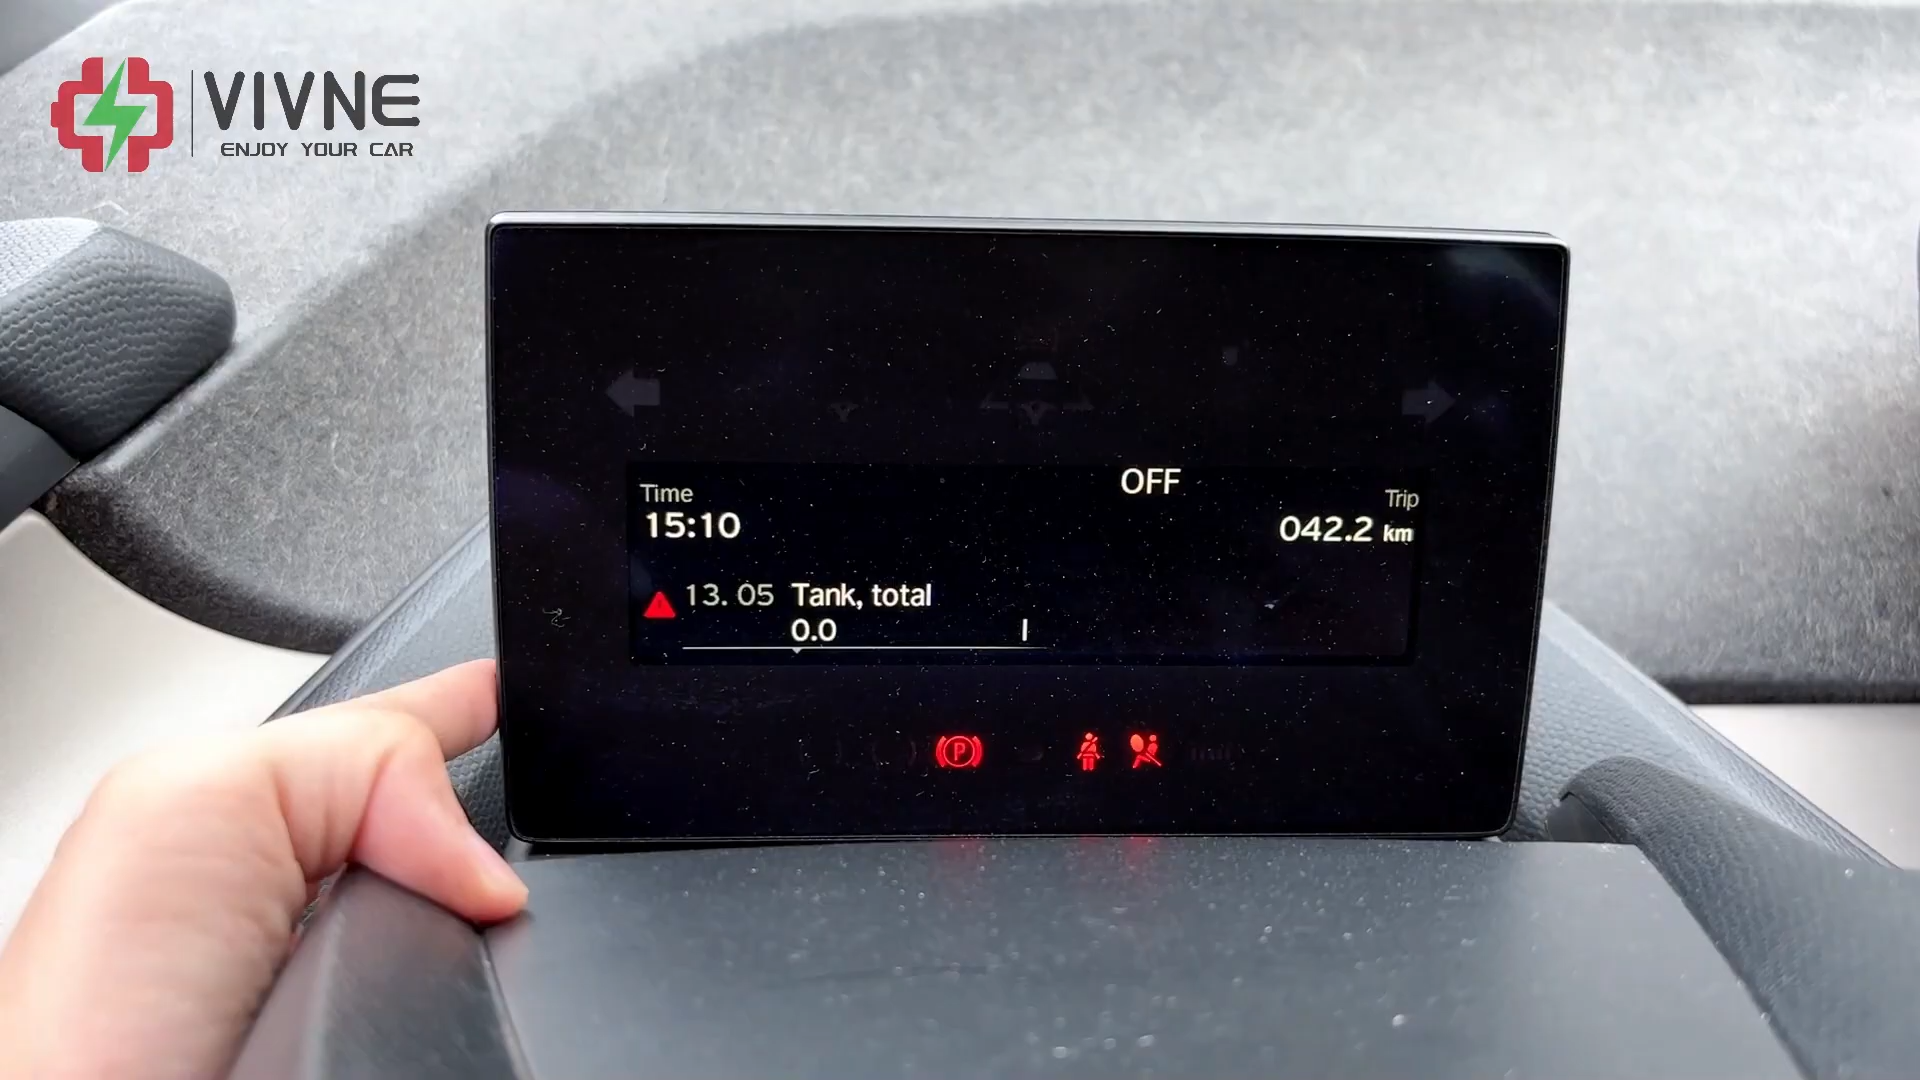 VIVNE
ENJOY YOUR CAR
OFF
Time
15:10
Trip
042.2 km
13. 05 Tank, total
0.0 l
P